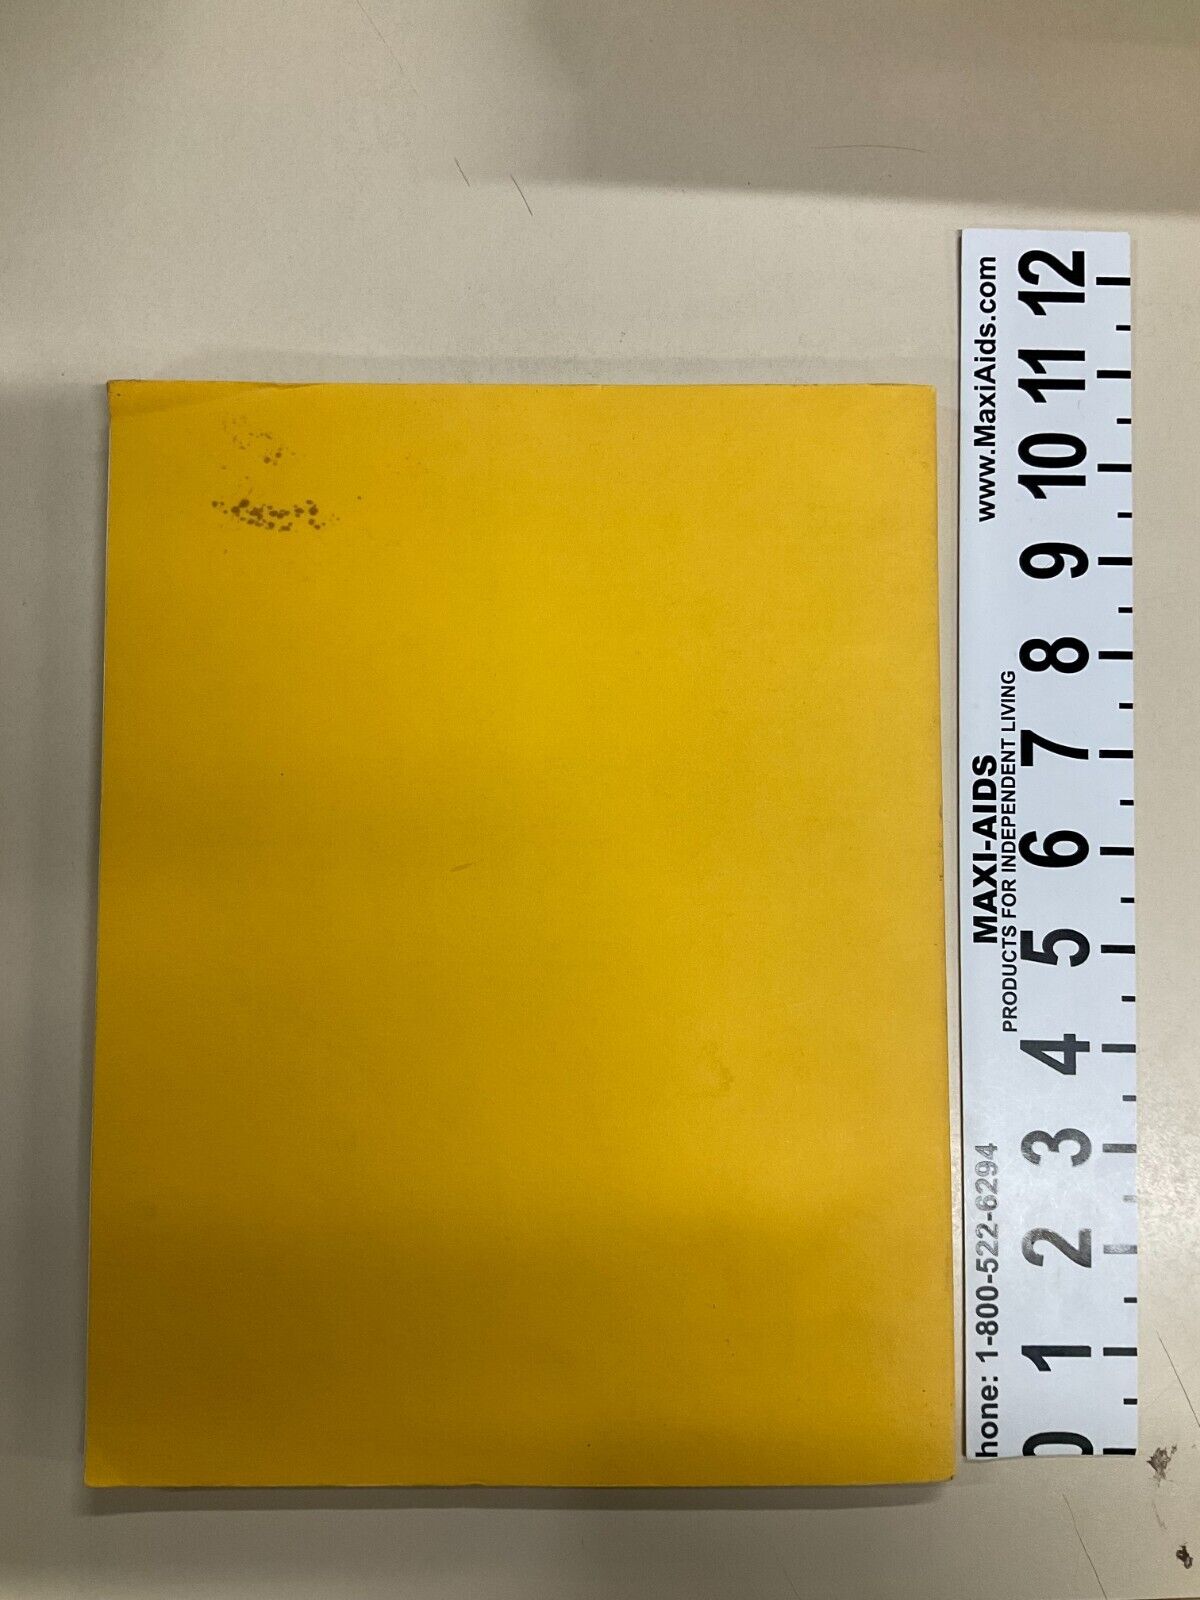 www.MaxiAids.com
MAXI-AIDS
PRODUCTS FOR INDEPENDENT LIVING
hone: 1-800-522-6294
0 1 2 3 4 5 6 7 8 9 10 11 12